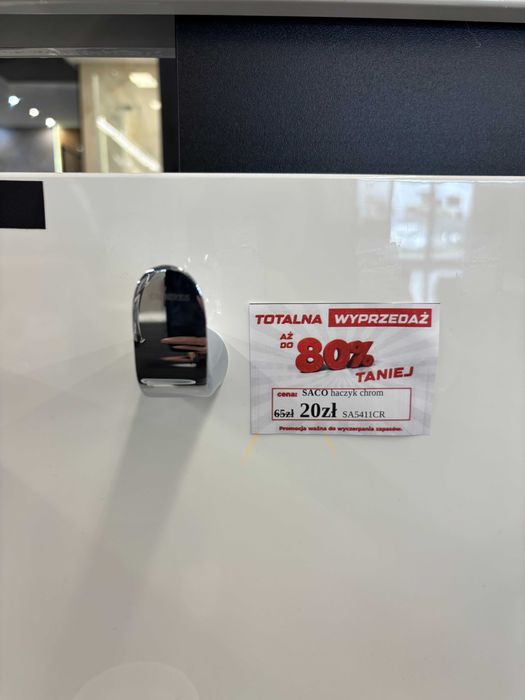 TOTALNA WYPRZEDAŻ
AŻ DO 80%
TANIEJ
cena: SACO haczyk chrom
65zł 20zł SA5411CR
Promocja ważna do wyczerpania zapasów.